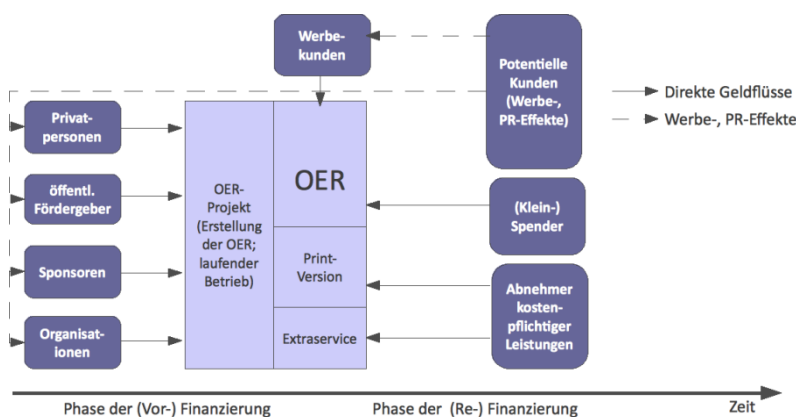 Werbe-
kunden
Potentielle
Kunden
(Werbe-,
PR-Effekte)
Direkte Geldflüsse
Werbe-, PR-Effekte
Privat-
personen
öffentl.
Fördergeber
Sponsoren
Organisat-
ionen
OER-
Projekt
(Erstellung
der OER;
laufender
Betrieb)
OER
Print-
Version
Extraservice
(Klein-)
Spender
Abnehmer
kosten-
pflichtiger
Leistungen
Phase der (Vor-) Finanzierung
Phase der (Re-) Finanzierung
Zeit